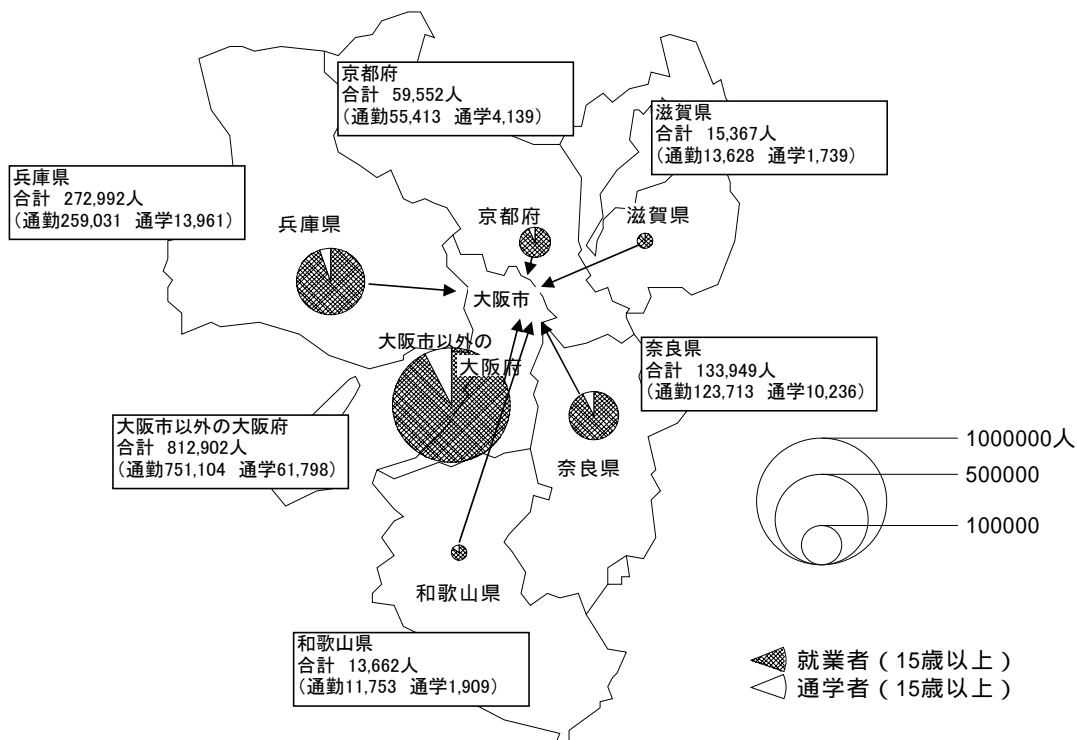 京都府
合計 59,552人
(通勤55,413 通学4,139)
滋賀県
合計 15,367人
(通勤13,628 通学1,739)
兵庫県
合計 272,992人
(通勤259,031 通学13,961)
兵庫県
京都府
滋賀県
大阪市
大阪市以外の
大阪府
奈良県
合計 133,949人
(通勤123,713 通学10,236)
大阪市以外の大阪府
合計 812,902人
(通勤751,104 通学61,798)
奈良県
1000000人
500000
100000
和歌山県
和歌山県
合計 13,662人
(通勤11,753 通学1,909)
就業者(15歳以上)
通学者(15歳以上)